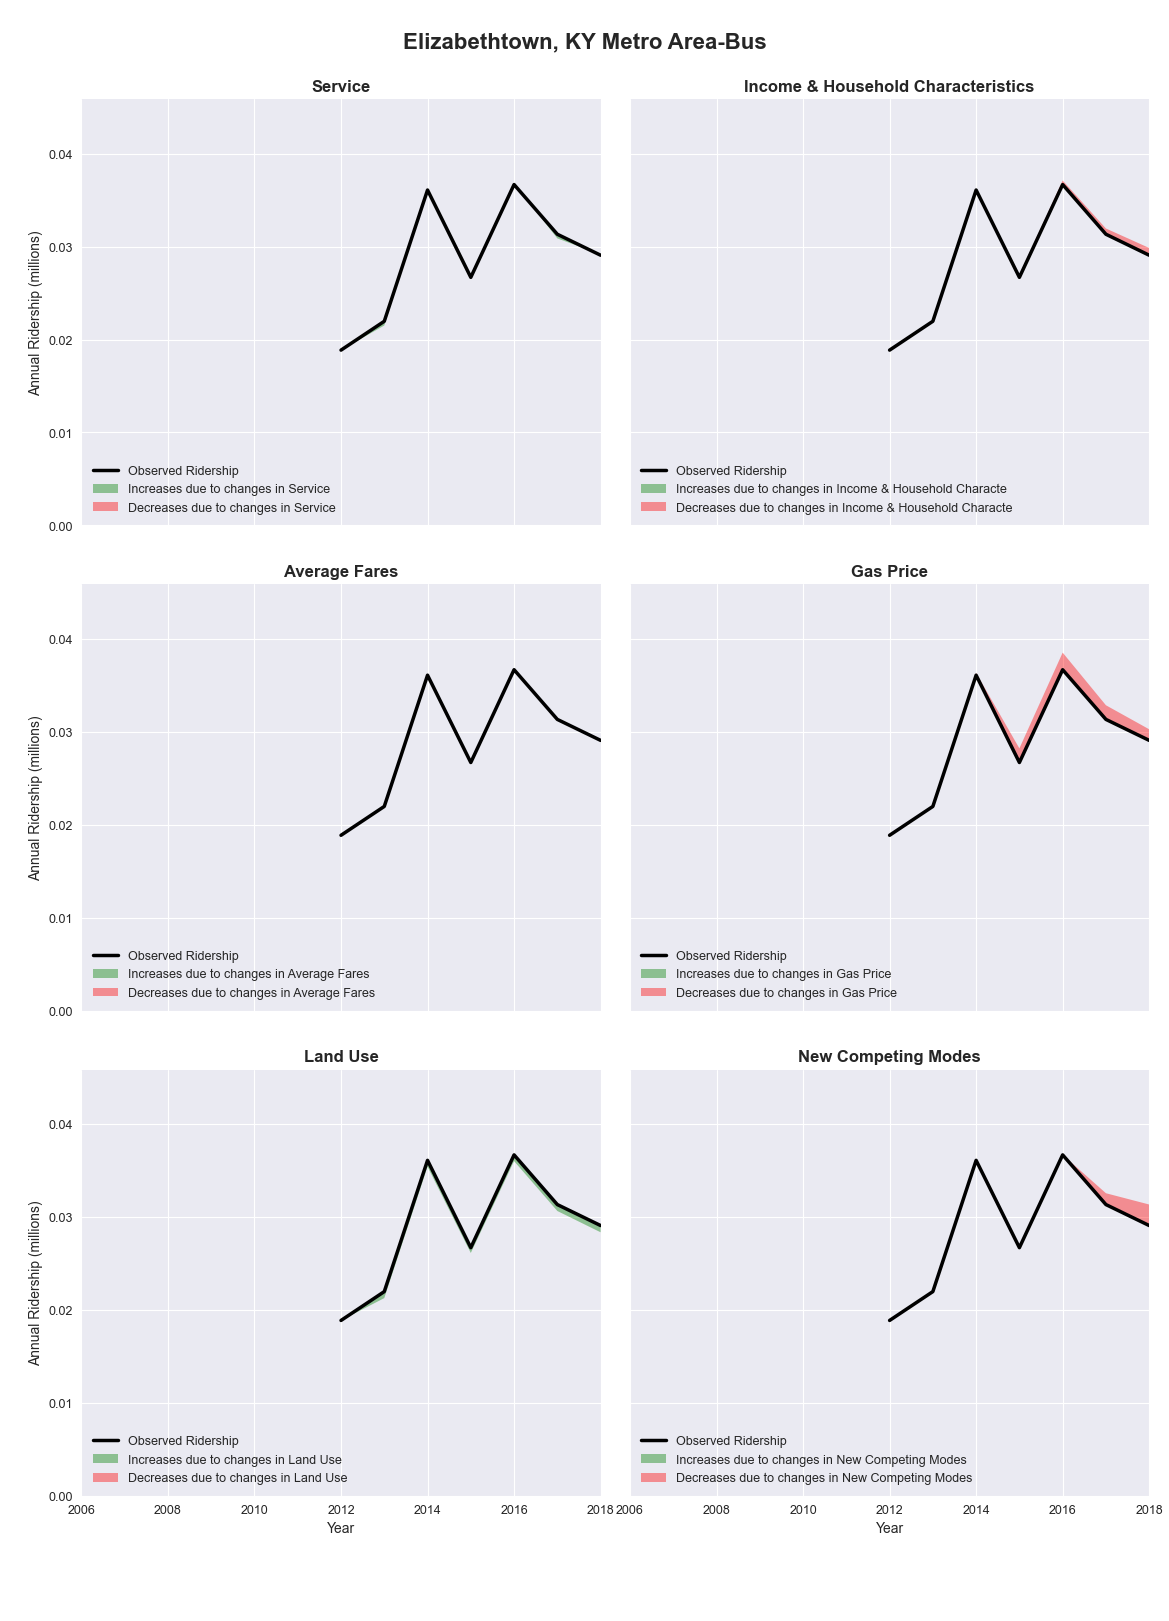 Elizabethtown, KY Metro Area-Bus
Service
Income & Household Characteristics
0.04
0.03
0.02
0.01
0.00
Annual Ridership (millions)
Observed Ridership
Increases due to changes in Service
Decreases due to changes in Service
Observed Ridership
Increases due to changes in Income & Household Characte
Decreases due to changes in Income & Household Characte
Average Fares
Gas Price
0.04
0.03
0.02
0.01
0.00
Annual Ridership (millions)
Observed Ridership
Increases due to changes in Average Fares
Decreases due to changes in Average Fares
Observed Ridership
Increases due to changes in Gas Price
Decreases due to changes in Gas Price
Land Use
New Competing Modes
0.04
0.03
0.02
0.01
0.00
Annual Ridership (millions)
Observed Ridership
Increases due to changes in Land Use
Decreases due to changes in Land Use
Observed Ridership
Increases due to changes in New Competing Modes
Decreases due to changes in New Competing Modes
2006 2008 2010 2012 2014 2016 2018
2006 2008 2010 2012 2014 2016 2018
Year
Year